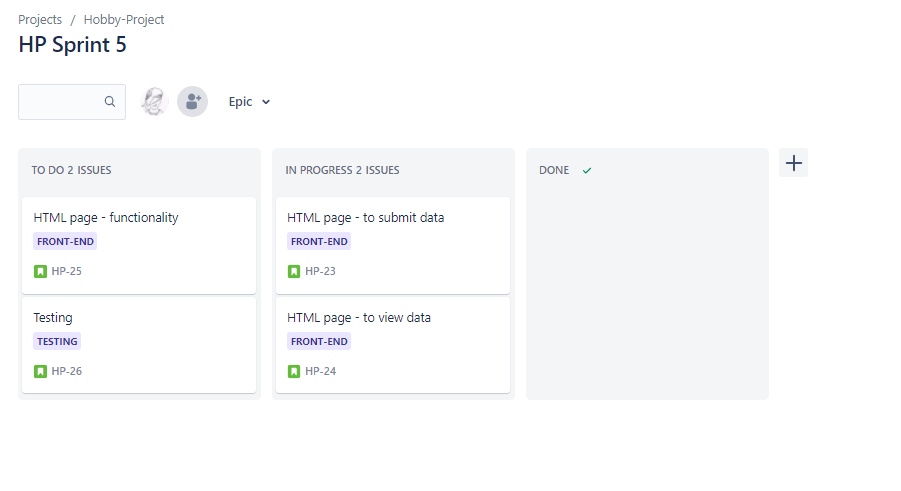 Projects / Hobby-Project
HP Sprint 5
Epic
TO DO 2 ISSUES
HTML page - functionality
FRONT-END
HP-25
Testing
TESTING
HP-26
IN PROGRESS 2 ISSUES
HTML page - to submit data
FRONT-END
HP-23
HTML page - to view data
FRONT-END
HP-24
DONE